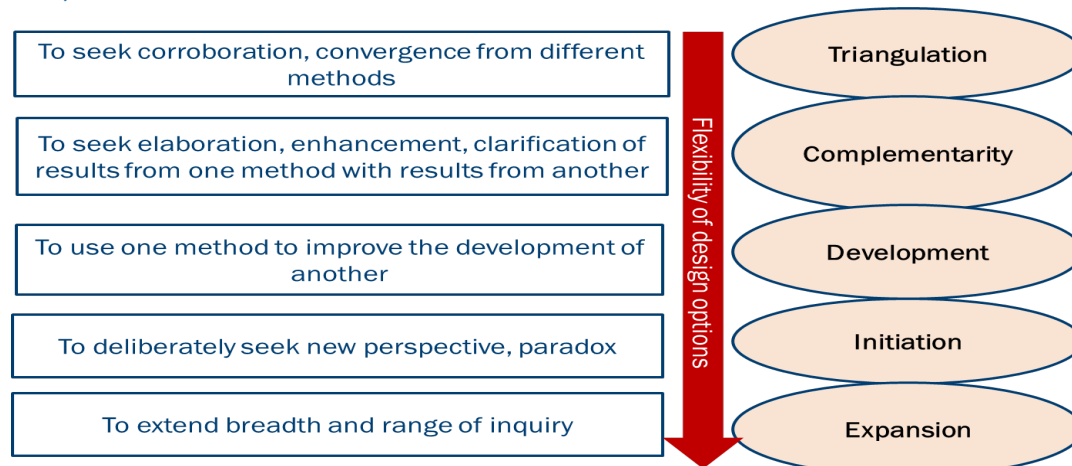 To seek corroboration, convergence from different
methods
Triangulation
To seek elaboration, enhancement, clarification of
results from one method with results from another
Complementarity
To use one method to improve the development of
another
Development
To deliberately seek new perspective, paradox
Initiation
To extend breadth and range of inquiry
Expansion
Flexibility of design options